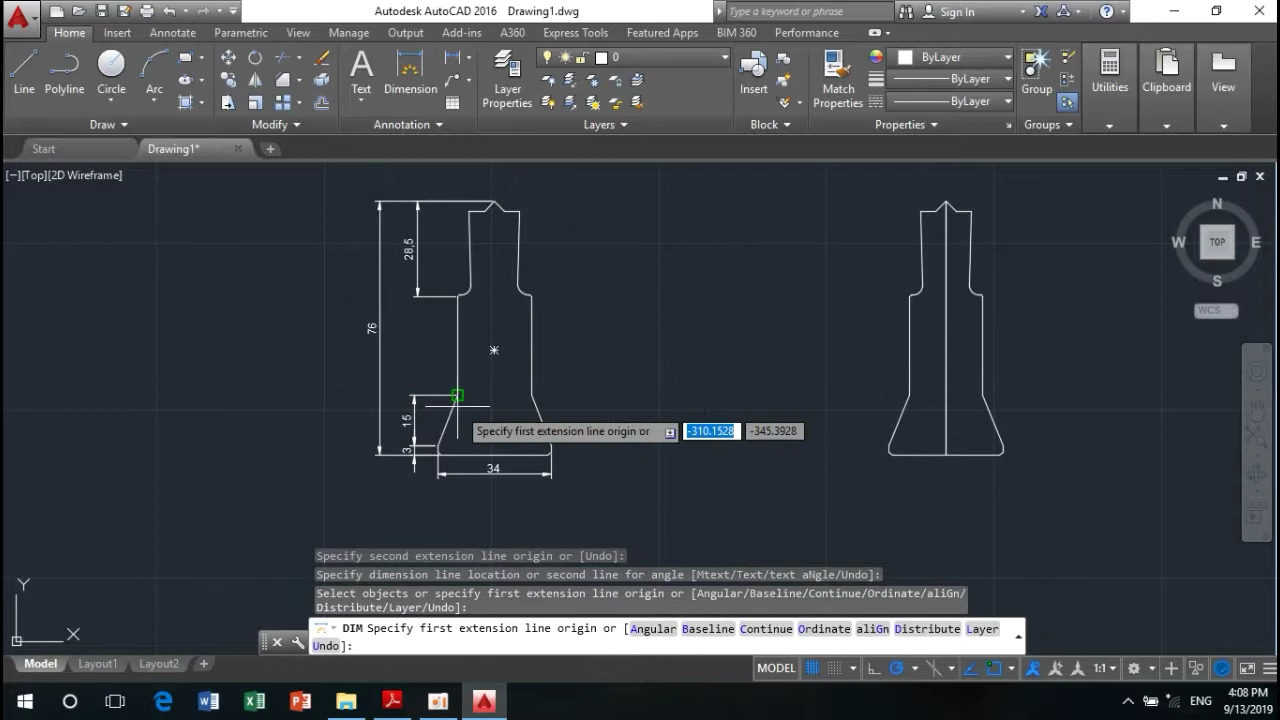 Autodesk AutoCAD 2016 Drawing1.dwg
Type a keyword or phrase
Sign In
Home Insert Annotate Parametric View Manage Output Add-ins A360 Express Tools Featured Apps BIM 360 Performance
Line Polyline Circle Arc
Text Dimension
Layer
Properties
0
Insert
Match
Properties
ByLayer
ByLayer
ByLayer
Group
Utilities
Clipboard
View
Draw Modify Annotation Layers Block Properties Groups
Start Drawing1*
[−][Top][2D Wireframe]
N
W TOP E
S
WCS
28,5
76
15
3
34
Specify first extension line origin or -310.1528 -345.3928
Specify second extension line origin or [Undo]:
Specify dimension line location or second line for angle [Mtext/Text/text aNgle/Undo]:
Select objects or specify first extension line origin or [Angular/Baseline/Continue/Ordinate/aliGn/
Distribute/Layer/Undo]:
DIM Specify first extension line origin or [Angular Baseline Continue Ordinate aliGn Distribute Layer
Undo]:
Y
X
Model Layout1 Layout2
MODEL 1:1
ENG
4:08 PM
9/13/2019